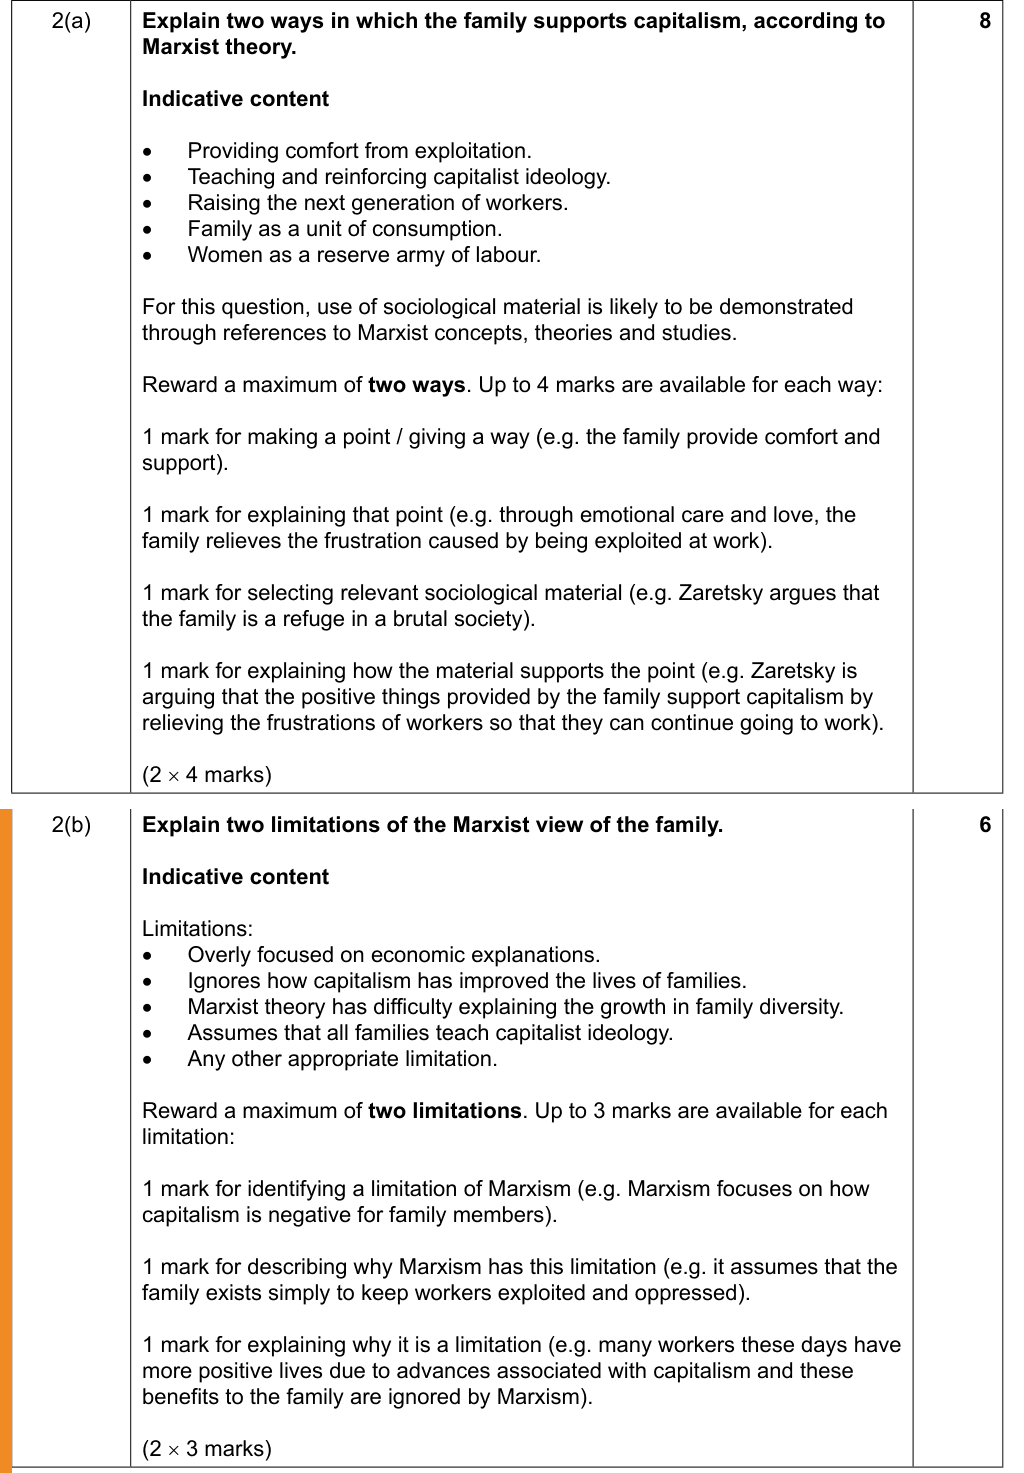 2(a) Explain two ways in which the family supports capitalism, according to 8
Marxist theory.
Indicative content
• Providing comfort from exploitation.
• Teaching and reinforcing capitalist ideology.
• Raising the next generation of workers.
• Family as a unit of consumption.
• Women as a reserve army of labour.
For this question, use of sociological material is likely to be demonstrated
through references to Marxist concepts, theories and studies.
Reward a maximum of two ways. Up to 4 marks are available for each way:
1 mark for making a point / giving a way (e.g. the family provide comfort and
support).
1 mark for explaining that point (e.g. through emotional care and love, the
family relieves the frustration caused by being exploited at work).
1 mark for selecting relevant sociological material (e.g. Zaretsky argues that
the family is a refuge in a brutal society).
1 mark for explaining how the material supports the point (e.g. Zaretsky is
arguing that the positive things provided by the family support capitalism by
relieving the frustrations of workers so that they can continue going to work).
(2 × 4 marks)
2(b) Explain two limitations of the Marxist view of the family. 6
Indicative content
Limitations:
• Overly focused on economic explanations.
• Ignores how capitalism has improved the lives of families.
• Marxist theory has difficulty explaining the growth in family diversity.
• Assumes that all families teach capitalist ideology.
• Any other appropriate limitation.
Reward a maximum of two limitations. Up to 3 marks are available for each
limitation:
1 mark for identifying a limitation of Marxism (e.g. Marxism focuses on how
capitalism is negative for family members).
1 mark for describing why Marxism has this limitation (e.g. it assumes that the
family exists simply to keep workers exploited and oppressed).
1 mark for explaining why it is a limitation (e.g. many workers these days have
more positive lives due to advances associated with capitalism and these
benefits to the family are ignored by Marxism).
(2 × 3 marks)